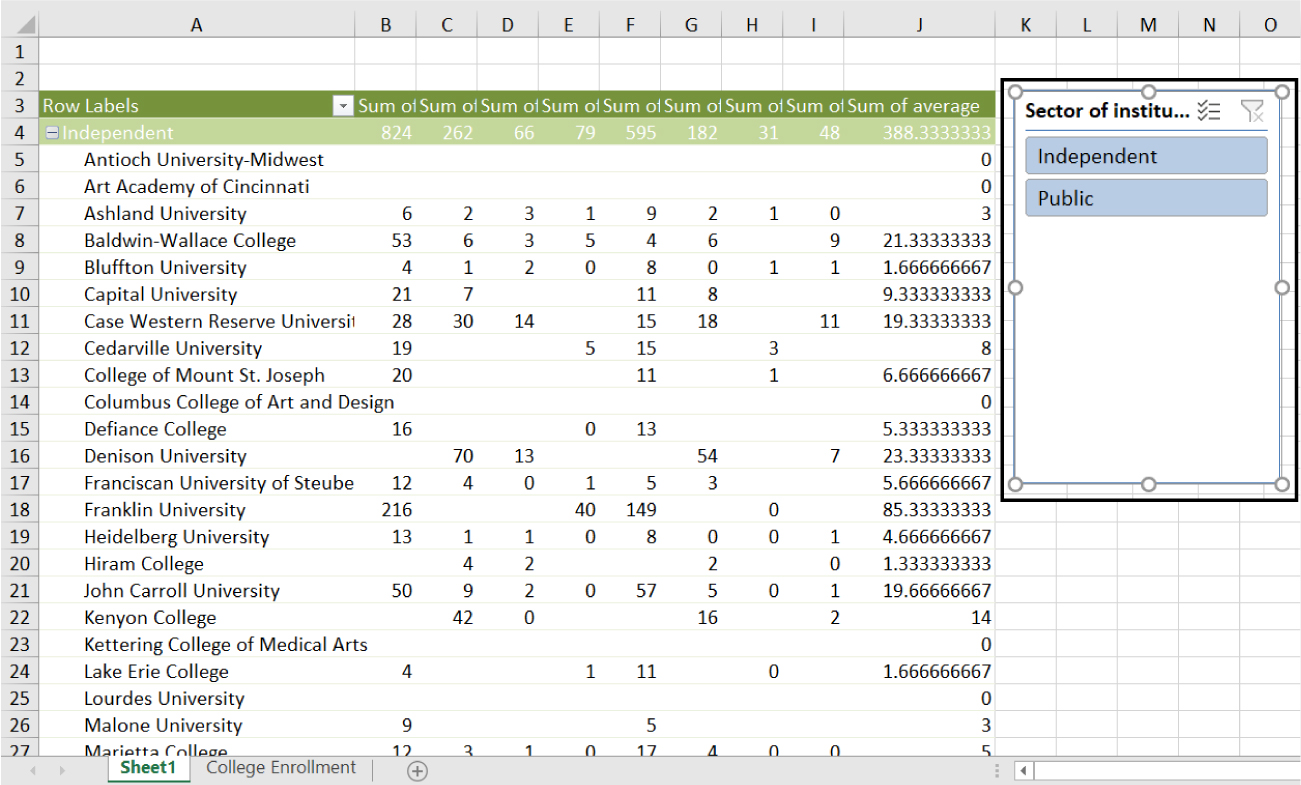 A B C D E F G H I J K L M N O
1
2
3 Row Labels Sum of Sum of Sum of Sum of Sum of Sum of Sum of Sum of Sum of average
4 Independent 824 262 66 79 595 182 31 48 388.3333333
5 Antioch University-Midwest 0
6 Art Academy of Cincinnati 0
7 Ashland University 6 2 3 1 9 2 1 0 3
8 Baldwin-Wallace College 53 6 3 5 4 6 9 21.33333333
9 Bluffton University 4 1 2 0 8 0 1 1 1.666666667
10 Capital University 21 7 11 8 9.333333333
11 Case Western Reserve Universit 28 30 14 15 18 11 19.33333333
12 Cedarville University 19 5 15 3 8
13 College of Mount St. Joseph 20 11 1 6.666666667
14 Columbus College of Art and Design 0
15 Defiance College 16 0 13 5.333333333
16 Denison University 70 13 54 7 23.33333333
17 Franciscan University of Steube 12 4 0 1 5 3 5.666666667
18 Franklin University 216 40 149 0 85.33333333
19 Heidelberg University 13 1 1 0 8 0 0 1 4.666666667
20 Hiram College 4 2 2 0 1.333333333
21 John Carroll University 50 9 2 0 57 5 0 1 19.66666667
22 Kenyon College 42 0 16 2 14
23 Kettering College of Medical Arts 0
24 Lake Erie College 4 1 11 0 1.666666667
25 Lourdes University 0
26 Malone University 9 5 3
27 Marietta College 12 3 1 0 17 4 0 0 5
Sector of institu...
Independent
Public
Sheet1 College Enrollment